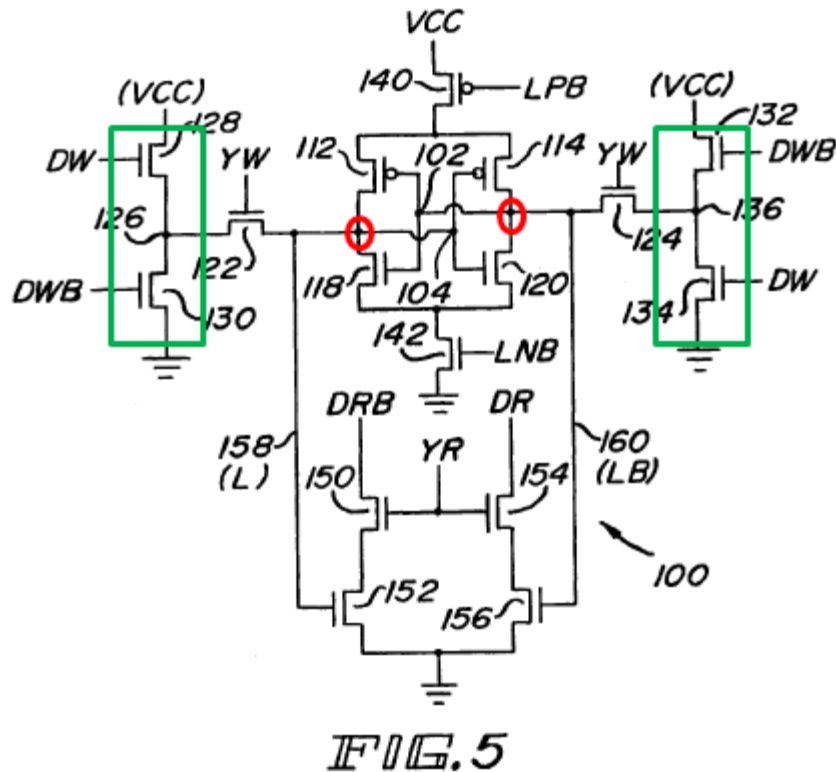 VCC
140
LPB
(VCC)
(VCC)
128
132
DW
YW
112
102
114
YW
DWB
126
136
122
124
118
104
120
DWB
130
134
DW
142
LNB
DRB
DR
158
(L)
YR
160
(LB)
150
154
100
152
156
FIG.5